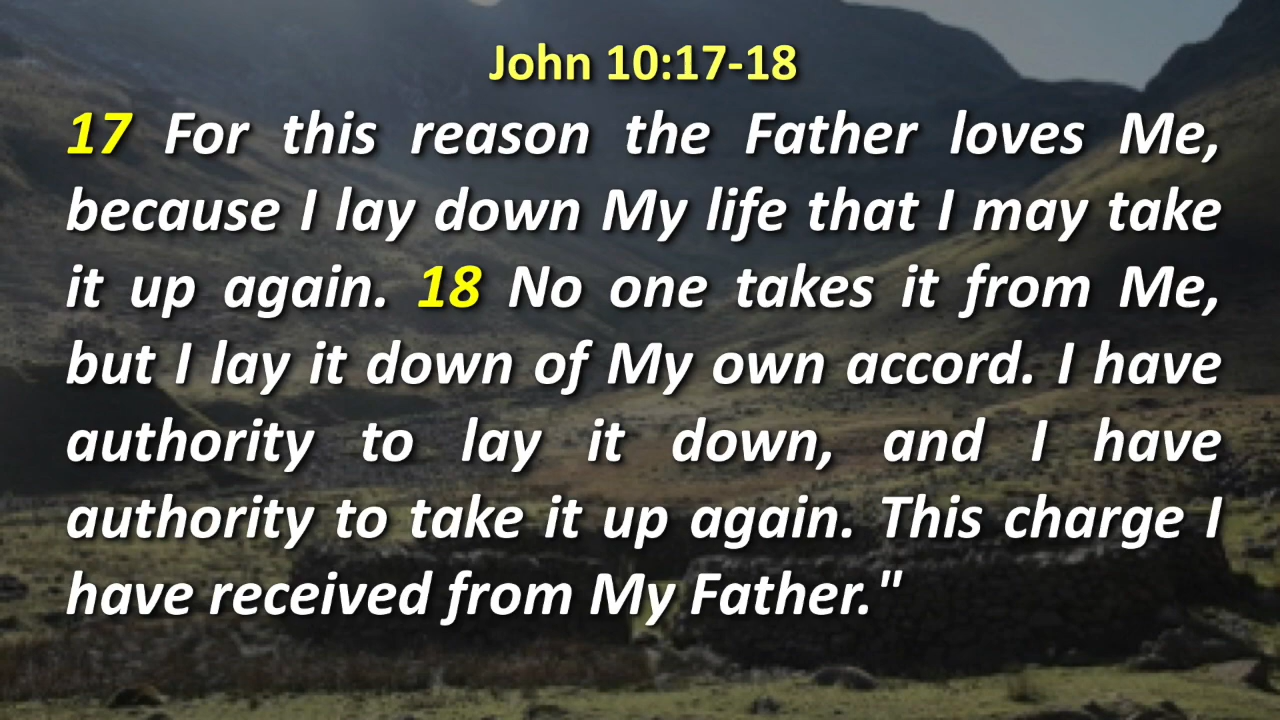 John 10:17-18
17 For this reason the Father loves Me,
because I lay down My life that I may take
it up again. 18 No one takes it from Me,
but I lay it down of My own accord. I have
authority to lay it down, and I have
authority to take it up again. This charge I
have received from My Father."